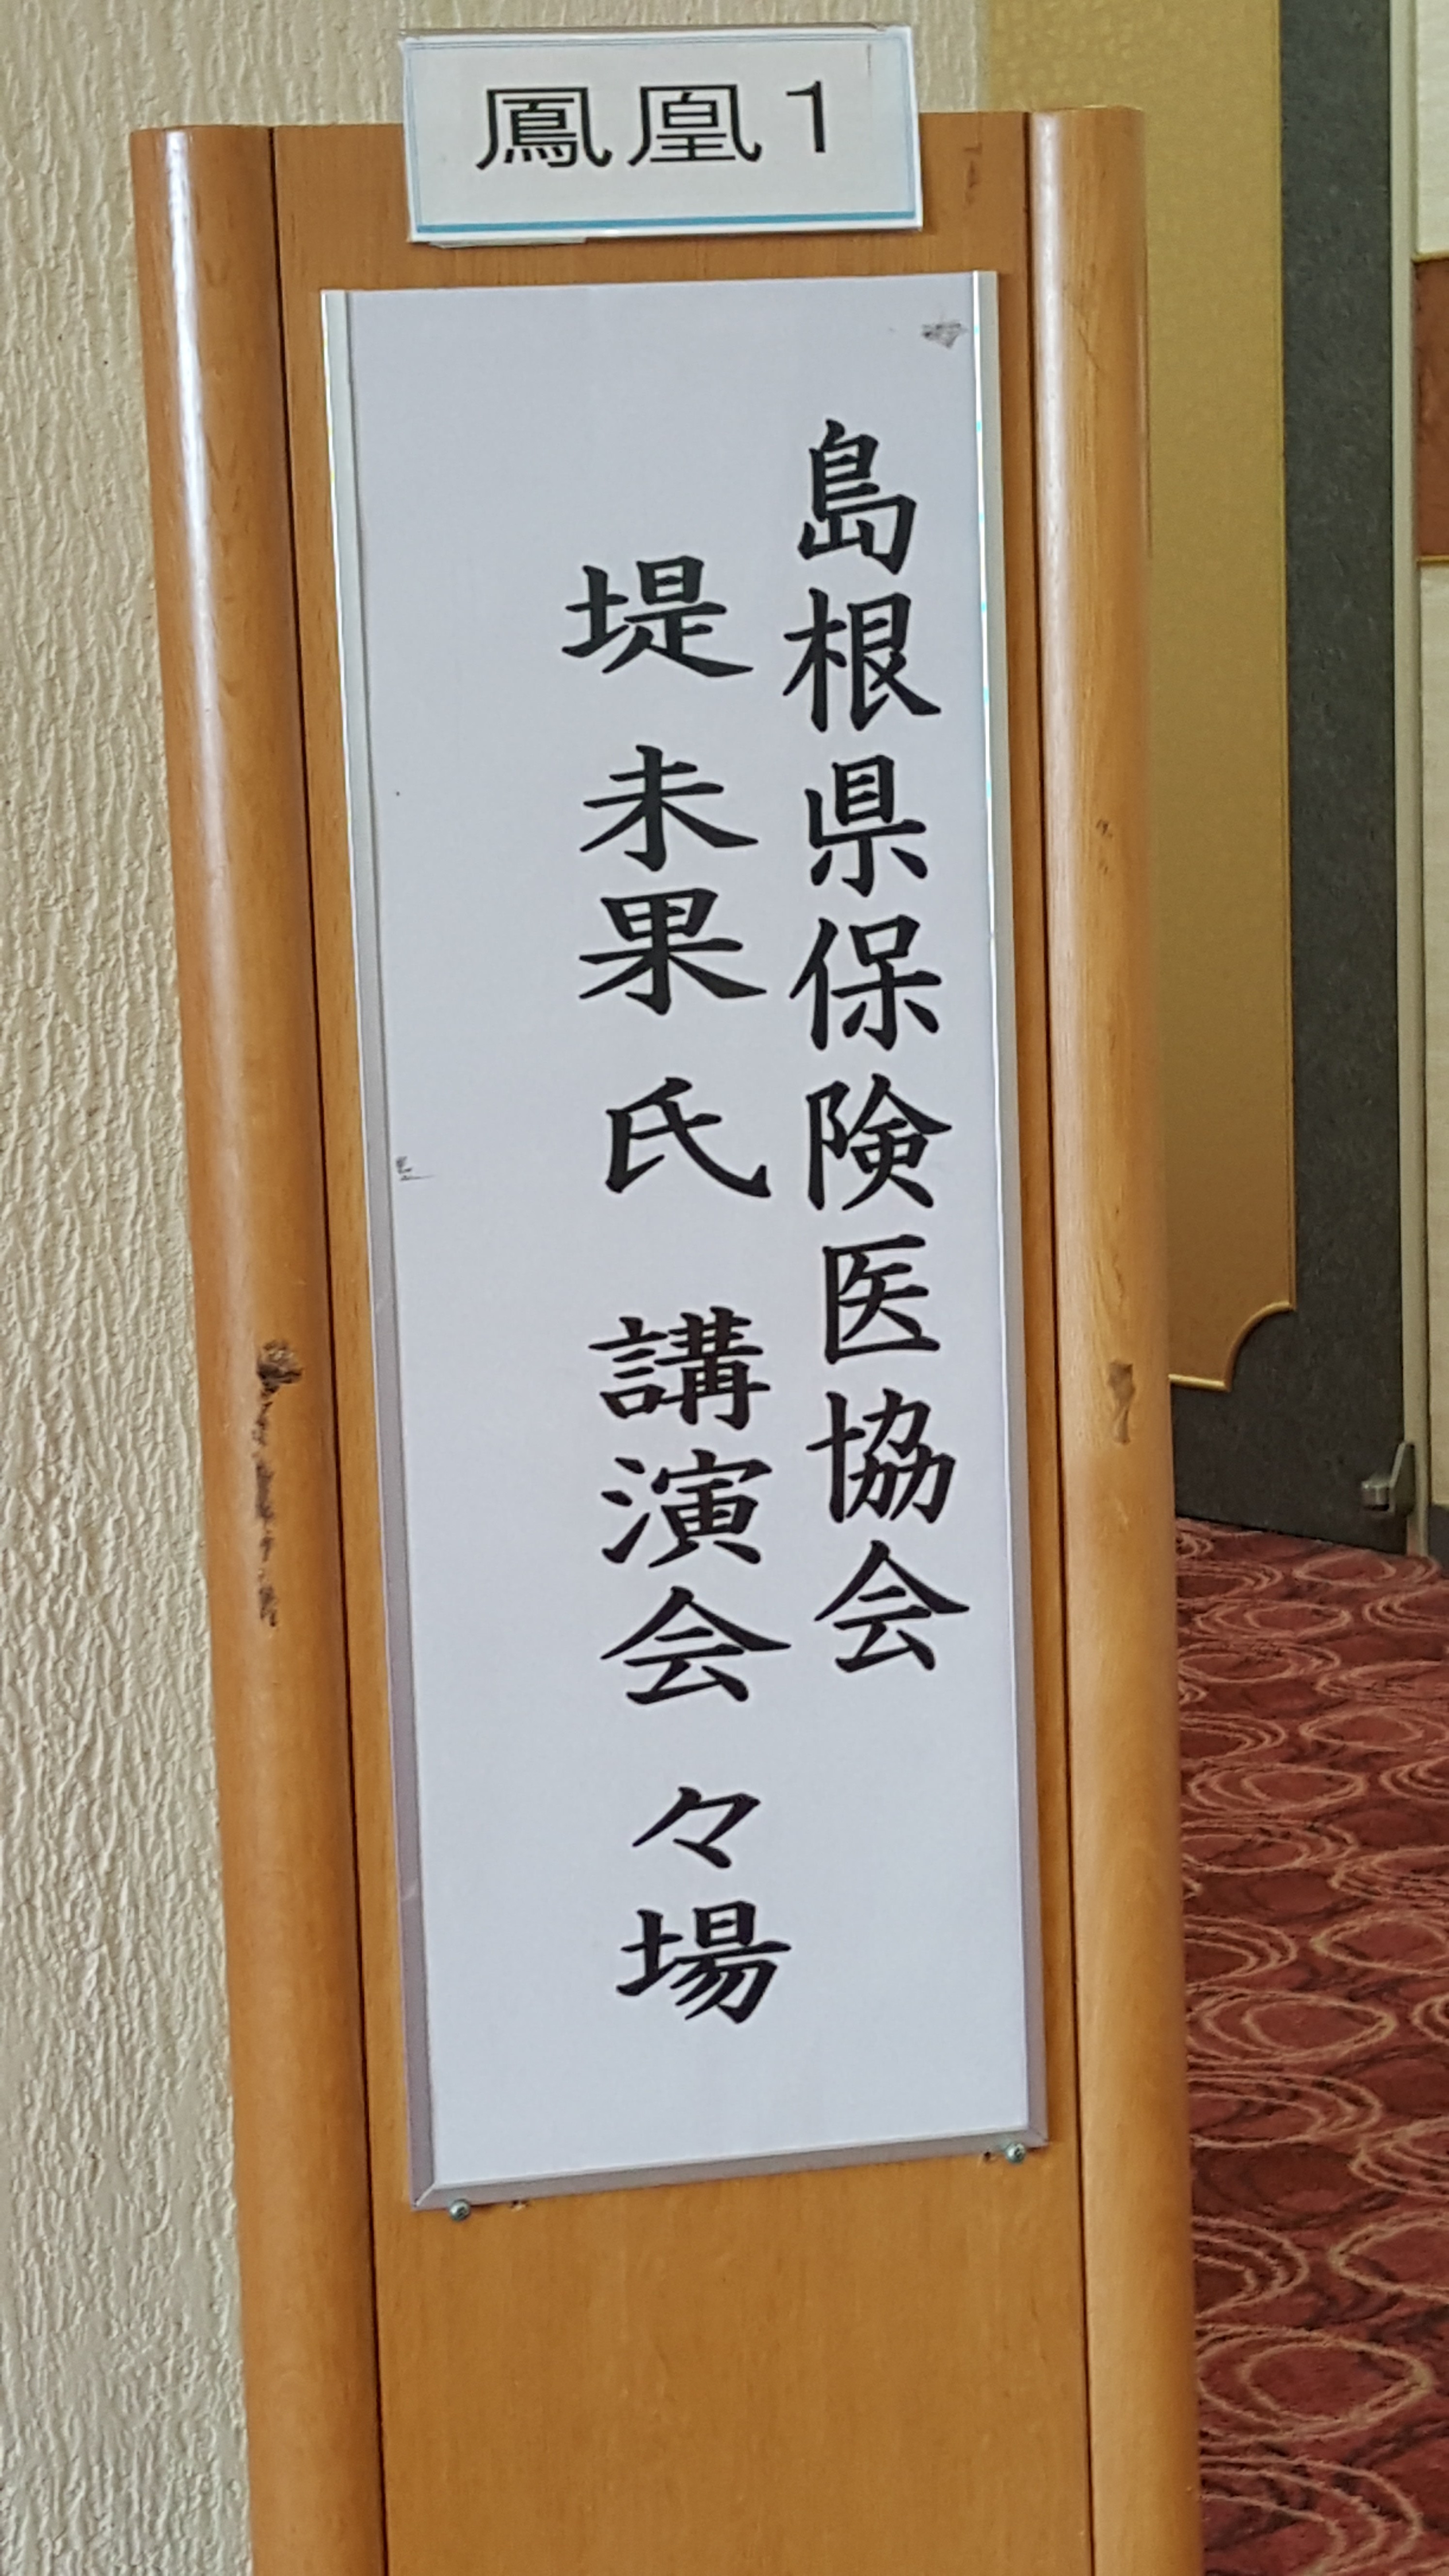 鳳凰1
島根県保険医協会
堤 未果 氏 講演会 々場